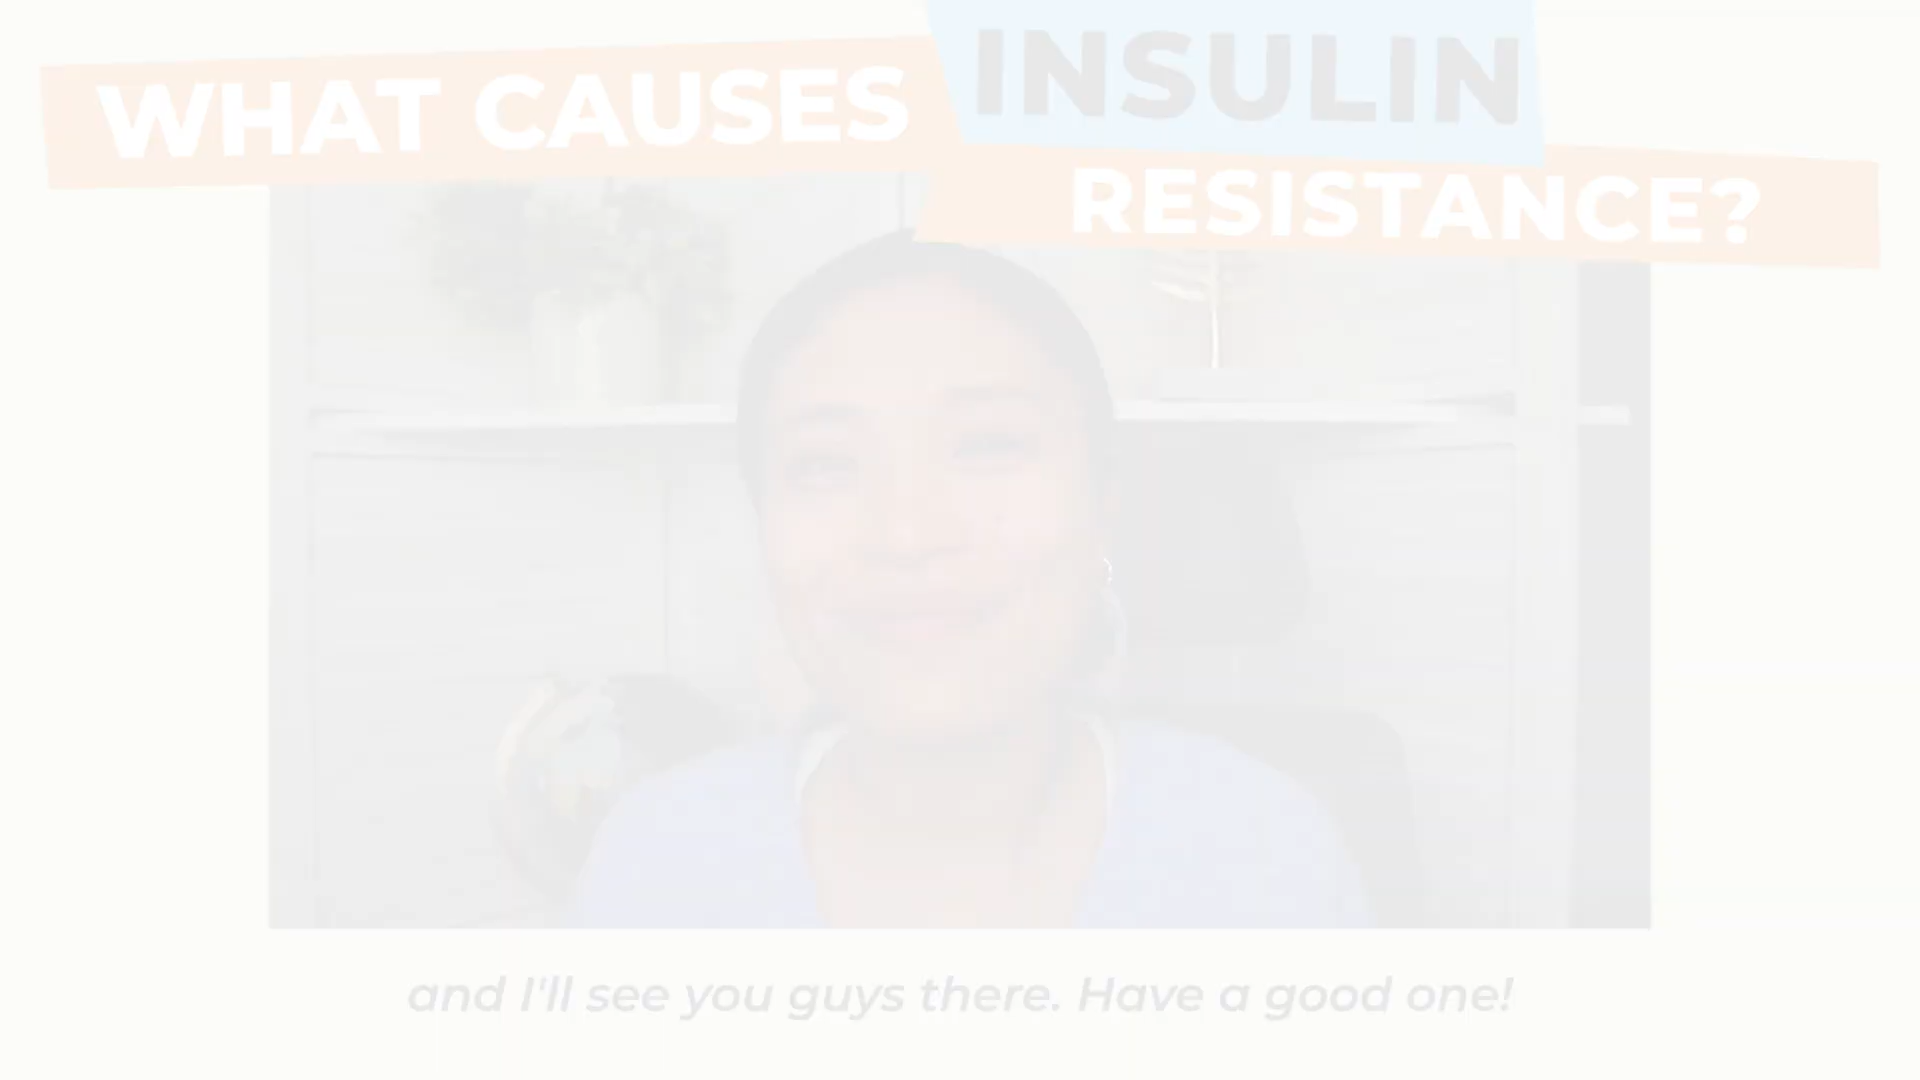 WHAT CAUSES
INSULIN
RESISTANCE?
and I'll see you guys there. Have a good one!